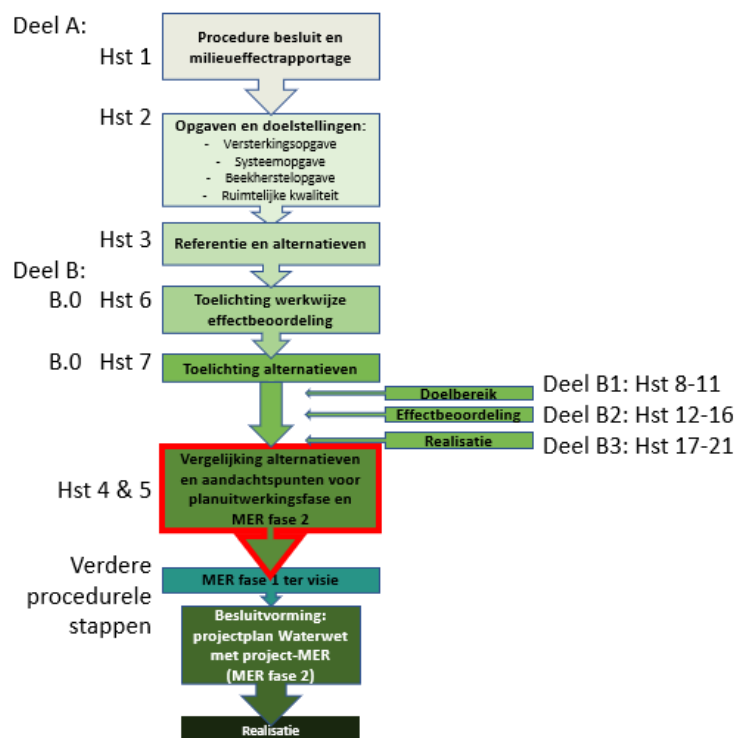 Deel A:
Hst 1
Procedure besluit en
milieueffectrapportage
Hst 2
Opgaven en doelstellingen:
- Versterkingsopgave
- Systeemopgave
- Beekherstelopgave
- Ruimtelijke kwaliteit
Hst 3
Referentie en alternatieven
Deel B:
B.0 Hst 6
Toelichting werkwijze
effectbeoordeling
B.0 Hst 7
Toelichting alternatieven
Doelbereik
Deel B1: Hst 8-11
Effectbeoordeling
Deel B2: Hst 12-16
Realisatie
Deel B3: Hst 17-21
Hst 4 & 5
Vergelijking alternatieven
en aandachtspunten voor
planuitwerkingsfase en
MER fase 2
Verdere
procedurele
stappen
MER fase 1 ter visie
Besluitvorming:
projectplan Waterwet
met project-MER
(MER fase 2)
Realisatie